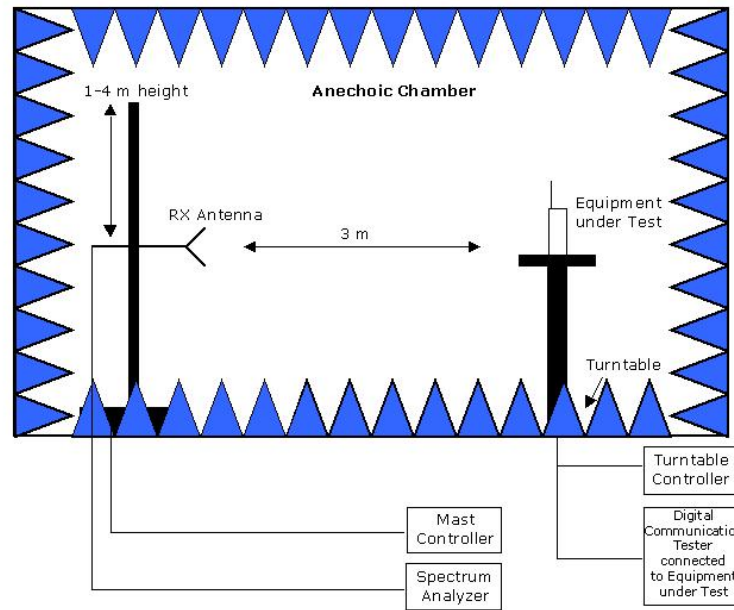 Anechoic Chamber
1-4 m height
RX Antenna
3 m
Equipment
under Test
Turntable
Turntable
Controller
Mast
Controller
Spectrum
Analyzer
Digital
Communicatio
Tester
connected
to Equipment
under Test